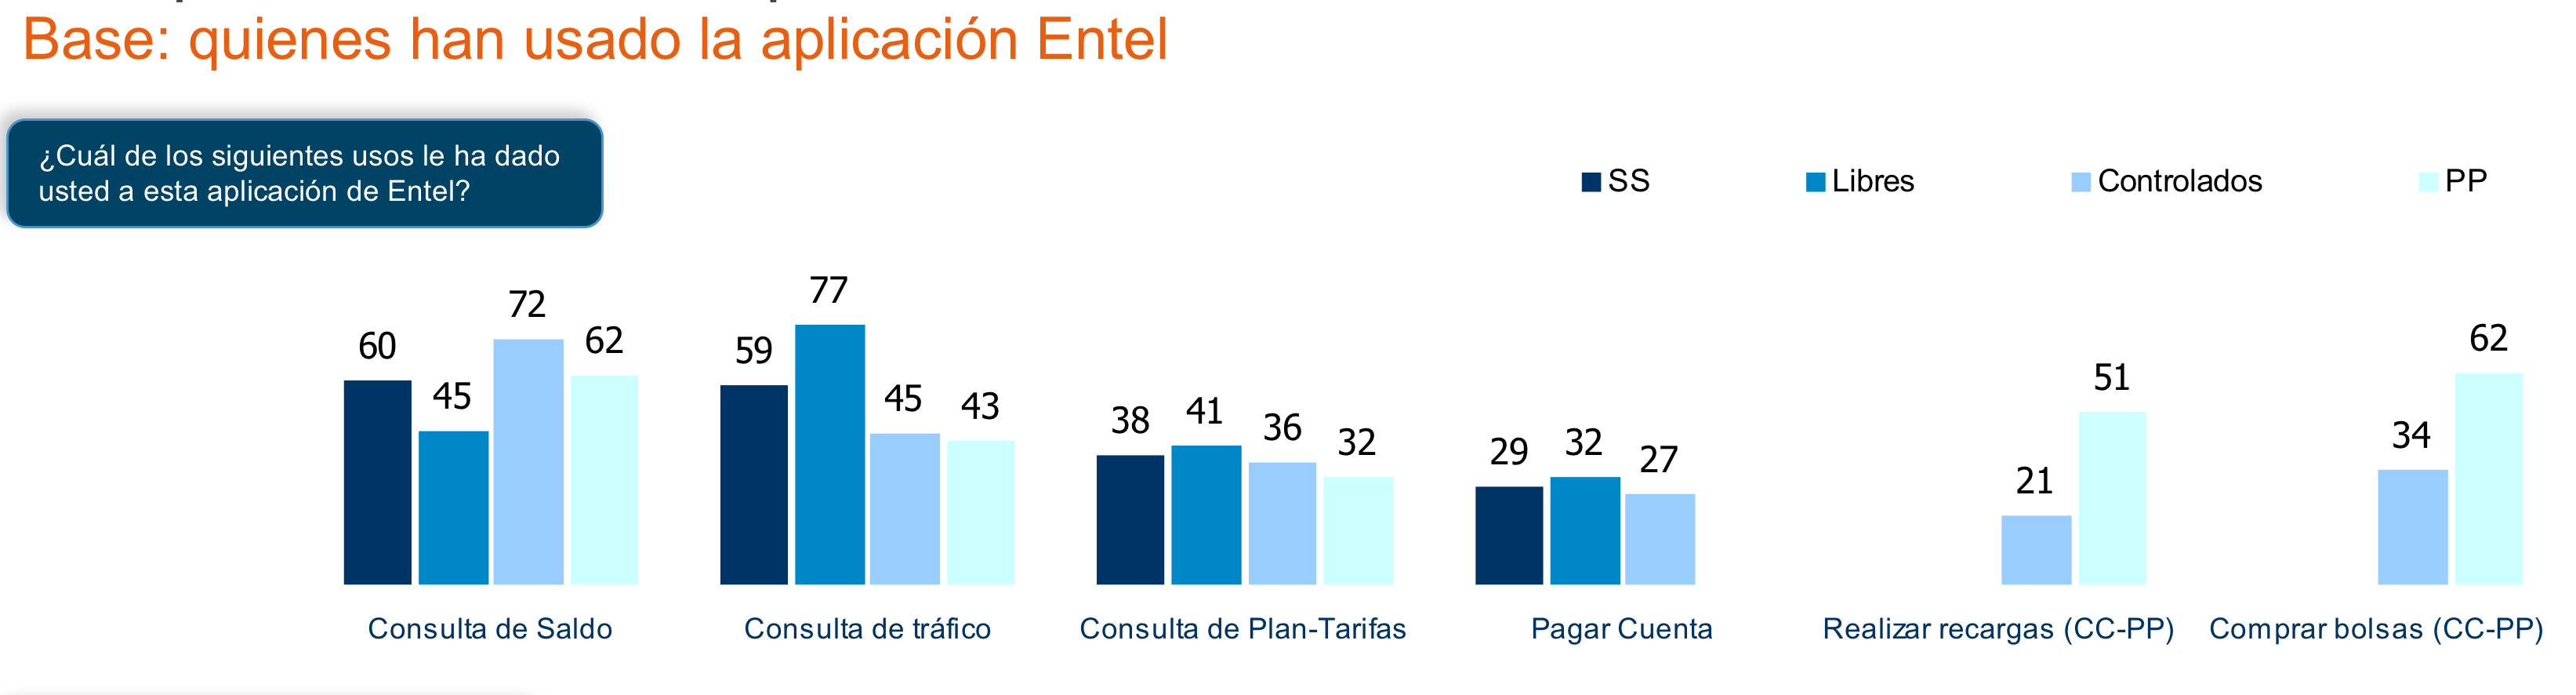 Base: quienes han usado la aplicación Entel
¿Cuál de los siguientes usos le ha dado
usted a esta aplicación de Entel?
SS Libres Controlados PP
60 45 72 62
59 77 45 43
38 41 36 32
29 32 27
21 51
34 62
Consulta de Saldo
Consulta de tráfico
Consulta de Plan-Tarifas
Pagar Cuenta
Realizar recargas (CC-PP)
Comprar bolsas (CC-PP)